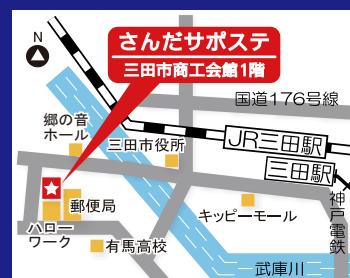 さんだサポステ
三田市商工会館1階
N
国道176号線
郷の音
ホール
三田市役所
JR三田駅
三田駅
郵便局
ハロー
ワーク
キッピーモール
神戸電鉄
有馬高校
武庫川